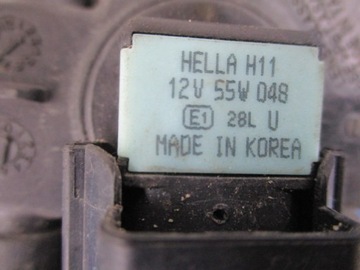 HELLA H11
12V 55W 048
E1 28L U
MADE IN KOREA